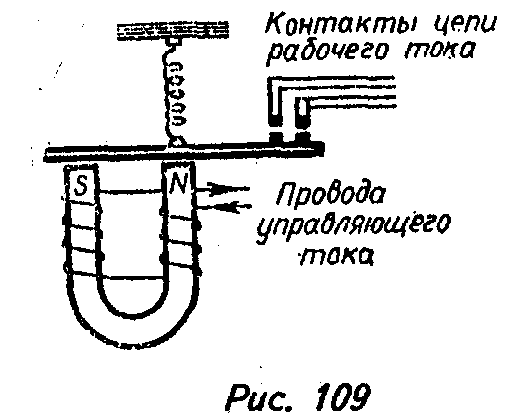 Контакты цепи
рабочего тока
S
N
Провода
управляющего
тока
Рис. 109